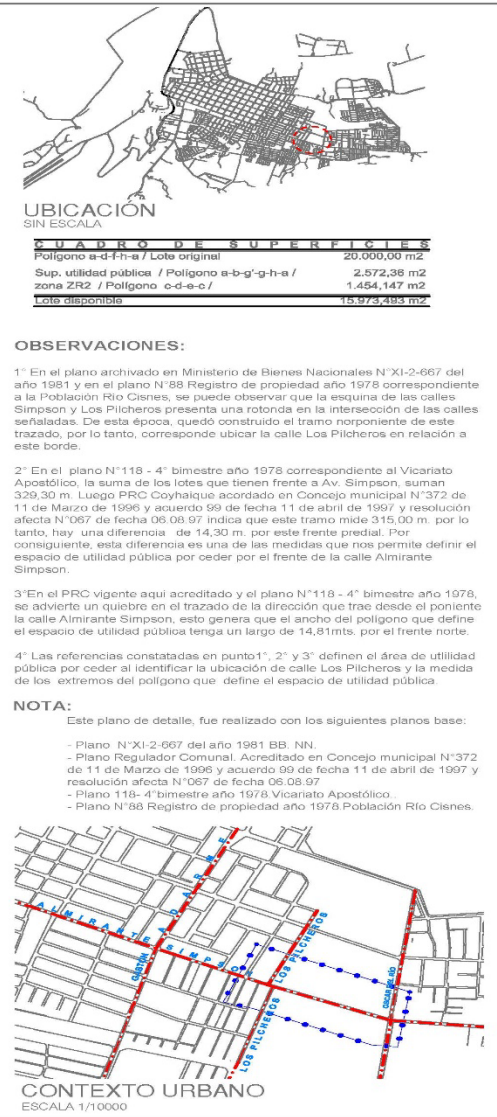 UBICACIÓN
SIN ESCALA
CUADRO DE SUPERFICIES
Polígono a-d-f-h-a / Lote original 20.000,00 m2
Sup. utilidad pública / Polígono a-b-g'-g-h-a / 2.572,36 m2
zona ZR2 / Polígono c-d-e-c / 1.454,147 m2
Lote disponible 15.973,493 m2
OBSERVACIONES:
1° En el plano archivado en Ministerio de Bienes Nacionales N°XI-2-667 del
año 1981 y en el plano N°88 Registro de propiedad año 1978 correspondiente
a la Población Río Cisnes, se puede observar que la esquina de las calles
Simpson y Los Pilcheros presenta una rotonda en la intersección de las calles
señaladas. De esta época, quedó construido el tramo norponiente de este
trazado, por lo tanto, corresponde ubicar la calle Los Pilcheros en relación a
este borde.
2° En el plano N°118 - 4° bimestre año 1978 correspondiente al Vicariato
Apostólico, la suma de los lotes que tienen frente a Av. Simpson, suman
329,30 m. Luego PRC Coyhaique acordado en Concejo municipal N°372 de
11 de Marzo de 1996 y acuerdo 99 de fecha 11 de abril de 1997 y resolución
afecta N°067 de fecha 06.08.97 indica que este tramo mide 315,00 m. por lo
tanto, hay una diferencia de 14,30 m. por este frente predial. Por
consiguiente, esta diferencia es una de las medidas que nos permite definir el
espacio de utilidad pública por ceder por el frente de la calle Almirante
Simpson.
3°En el PRC vigente aqui acreditado y el plano N°118 - 4° bimestre año 1978,
se advierte un quiebre en el trazado de la dirección que trae desde el poniente
la calle Almirante Simpson, esto genera que el ancho del polígono que define
el espacio de utilidad pública tenga un largo de 14,81mts. por el frente norte.
4° Las referencias constatadas en punto1°, 2° y 3° definen el área de utlilidad
pública por ceder al identificar la ubicación de calle Los Pilcheros y la medida
de los extremos del polígono que define el espacio de utilidad pública.
NOTA:
Este plano de detalle, fue realizado con los siguientes planos base:
- Plano N°XI-2-667 del año 1981 BB. NN.
- Plano Regulador Comunal. Acreditado en Concejo municipal N°372
de 11 de Marzo de 1996 y acuerdo 99 de fecha 11 de abril de 1997 y
resolución afecta N°067 de fecha 06.08.97
- Plano 118- 4°bimestre año 1978.Vicariato Apostólico..
- Plano N°88 Registro de propiedad año 1978.Población Río Cisnes.
GASTÓN ADARME
ALMIRANTE SIMPSON
LOS PILCHEROS
LOS PILCHEROS
OSCAR DEL RÍO
CONTEXTO URBANO
ESCALA 1/10000